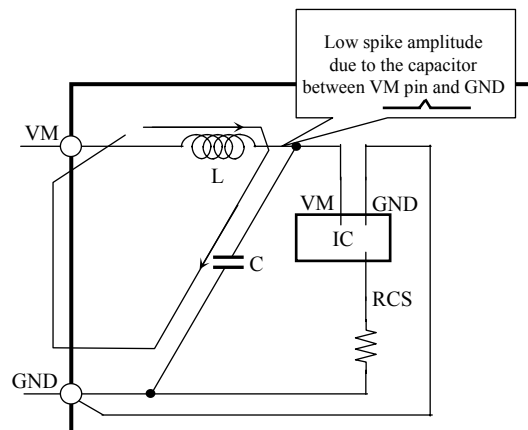 Low spike amplitude
due to the capacitor
between VM pin and GND
VM
L
VM
GND
IC
C
RCS
GND